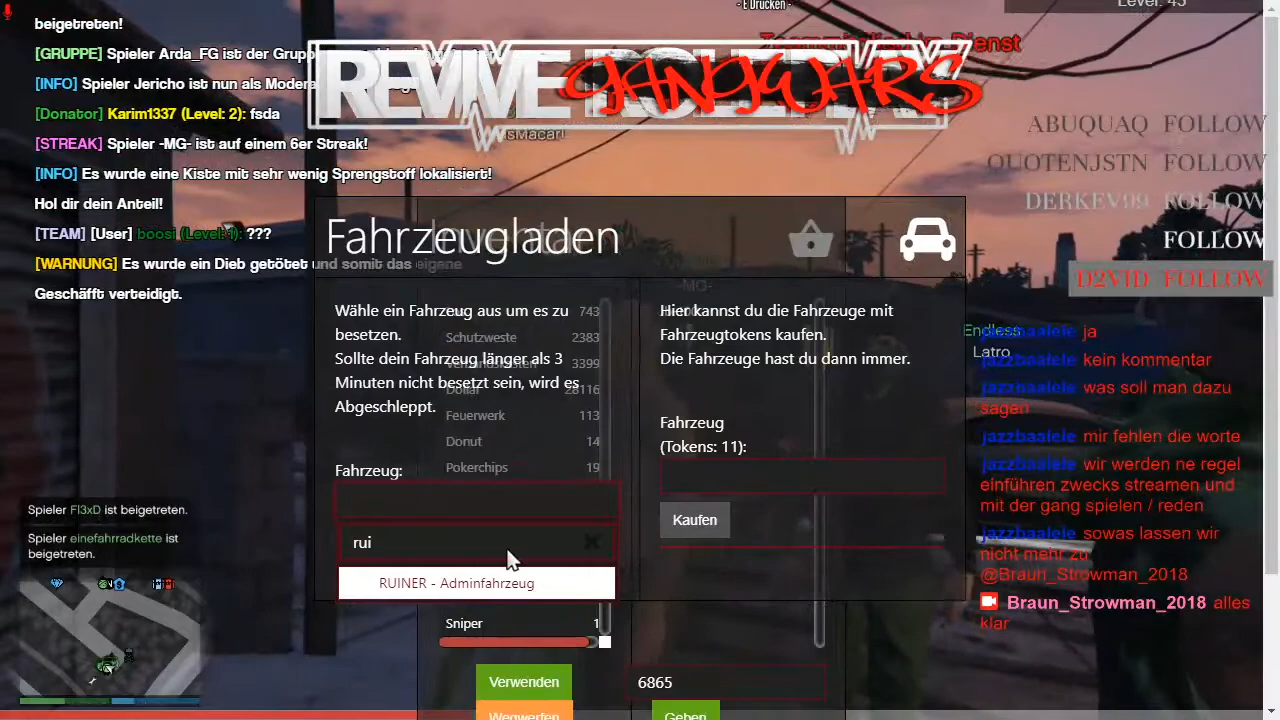 - E Drücken -
Level: 45
beigetreten!
[GRUPPE] Spieler Arda_FG ist der Grupp
[INFO] Spieler Jericho ist nun als Modera
[Donator] Karim1337 (Level: 2): fsda
[STREAK] Spieler -MG- ist auf einem 6er Streak!
[INFO] Es wurde eine Kiste mit sehr wenig Sprengstoff lokalisiert!
Hol dir dein Anteil!
[TEAM] [User] boosi (Level: 1): ???
[WARNUNG] Es wurde ein Dieb getötet und somit das eigene
Geschäfft verteidigt.
REVIVE
GANGWARS
Dienst
ABUQUAQ FOLLOW
QUOTENJSTN FOLLOW
DERKEV99 FOLLOW
FOLLOW
D2VID FOLLOW
Fahrzeugladen
Wähle ein Fahrzeug aus um es zu
besetzen.
Sollte dein Fahrzeug länger als 3
Minuten nicht besetzt sein, wird es
Abgeschleppt.
Fahrzeug:
rui
RUINER - Adminfahrzeug
743
Schutzweste 2383
3399
Dollar 28116
Feuerwerk 113
Donut 14
Pokerchips 19
Sniper 1
Verwenden
Wegwerfen
-MG-
Hier kannst du die Fahrzeuge mit
Fahrzeugtokens kaufen.
Die Fahrzeuge hast du dann immer.
Fahrzeug
(Tokens: 11):
Kaufen
6865
Geben
Endless
Latro
jazzbaalele ja
jazzbaalele kein kommentar
jazzbaalele was soll man dazu
sagen
jazzbaalele mir fehlen die worte
jazzbaalele wir werden ne regel
einführen zwecks streamen und
mit der gang spielen / reden
jazzbaalele sowas lassen wir
nicht mehr zu
@Braun_Strowman_2018
Braun_Strowman_2018 alles
klar
Spieler Fl3xD ist beigetreten.
Spieler einefahrradkette ist
beigetreten.